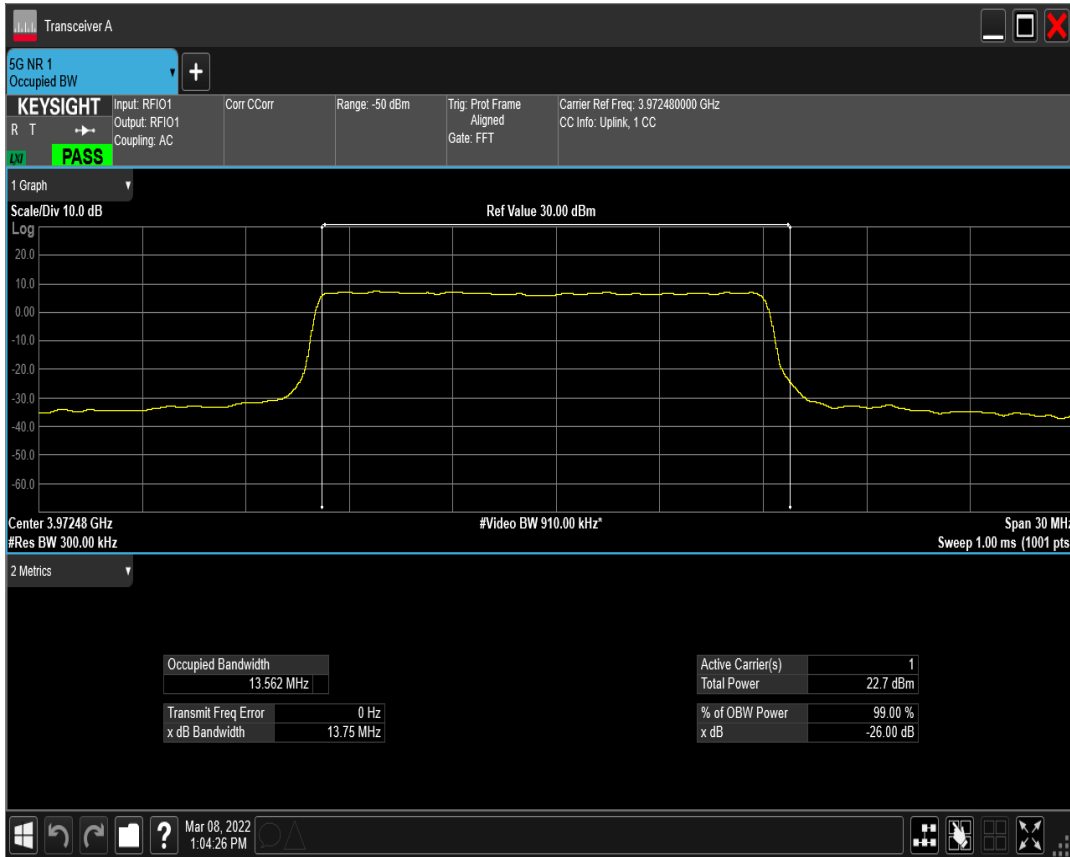 Transceiver A
5G NR 1
Occupied BW
+
KEYSIGHT
R T
LXI
PASS
Input: RFIO1
Output: RFIO1
Coupling: AC
Corr CCorr
Range: -50 dBm
Trig: Prot Frame
Aligned
Gate: FFT
Carrier Ref Freq: 3.972480000 GHz
CC Info: Uplink, 1 CC
1 Graph
Scale/Div 10.0 dB
Ref Value 30.00 dBm
Log
20.0
10.0
0.00
-10.0
-20.0
-30.0
-40.0
-50.0
-60.0
Center 3.97248 GHz
#Video BW 910.00 kHz*
Span 30 MHz
#Res BW 300.00 kHz
Sweep 1.00 ms (1001 pts
2 Metrics
Occupied Bandwidth
13.562 MHz
Transmit Freq Error 0 Hz
x dB Bandwidth 13.75 MHz
Active Carrier(s) 1
Total Power 22.7 dBm
% of OBW Power 99.00 %
x dB -26.00 dB
?
Mar 08, 2022
1:04:26 PM